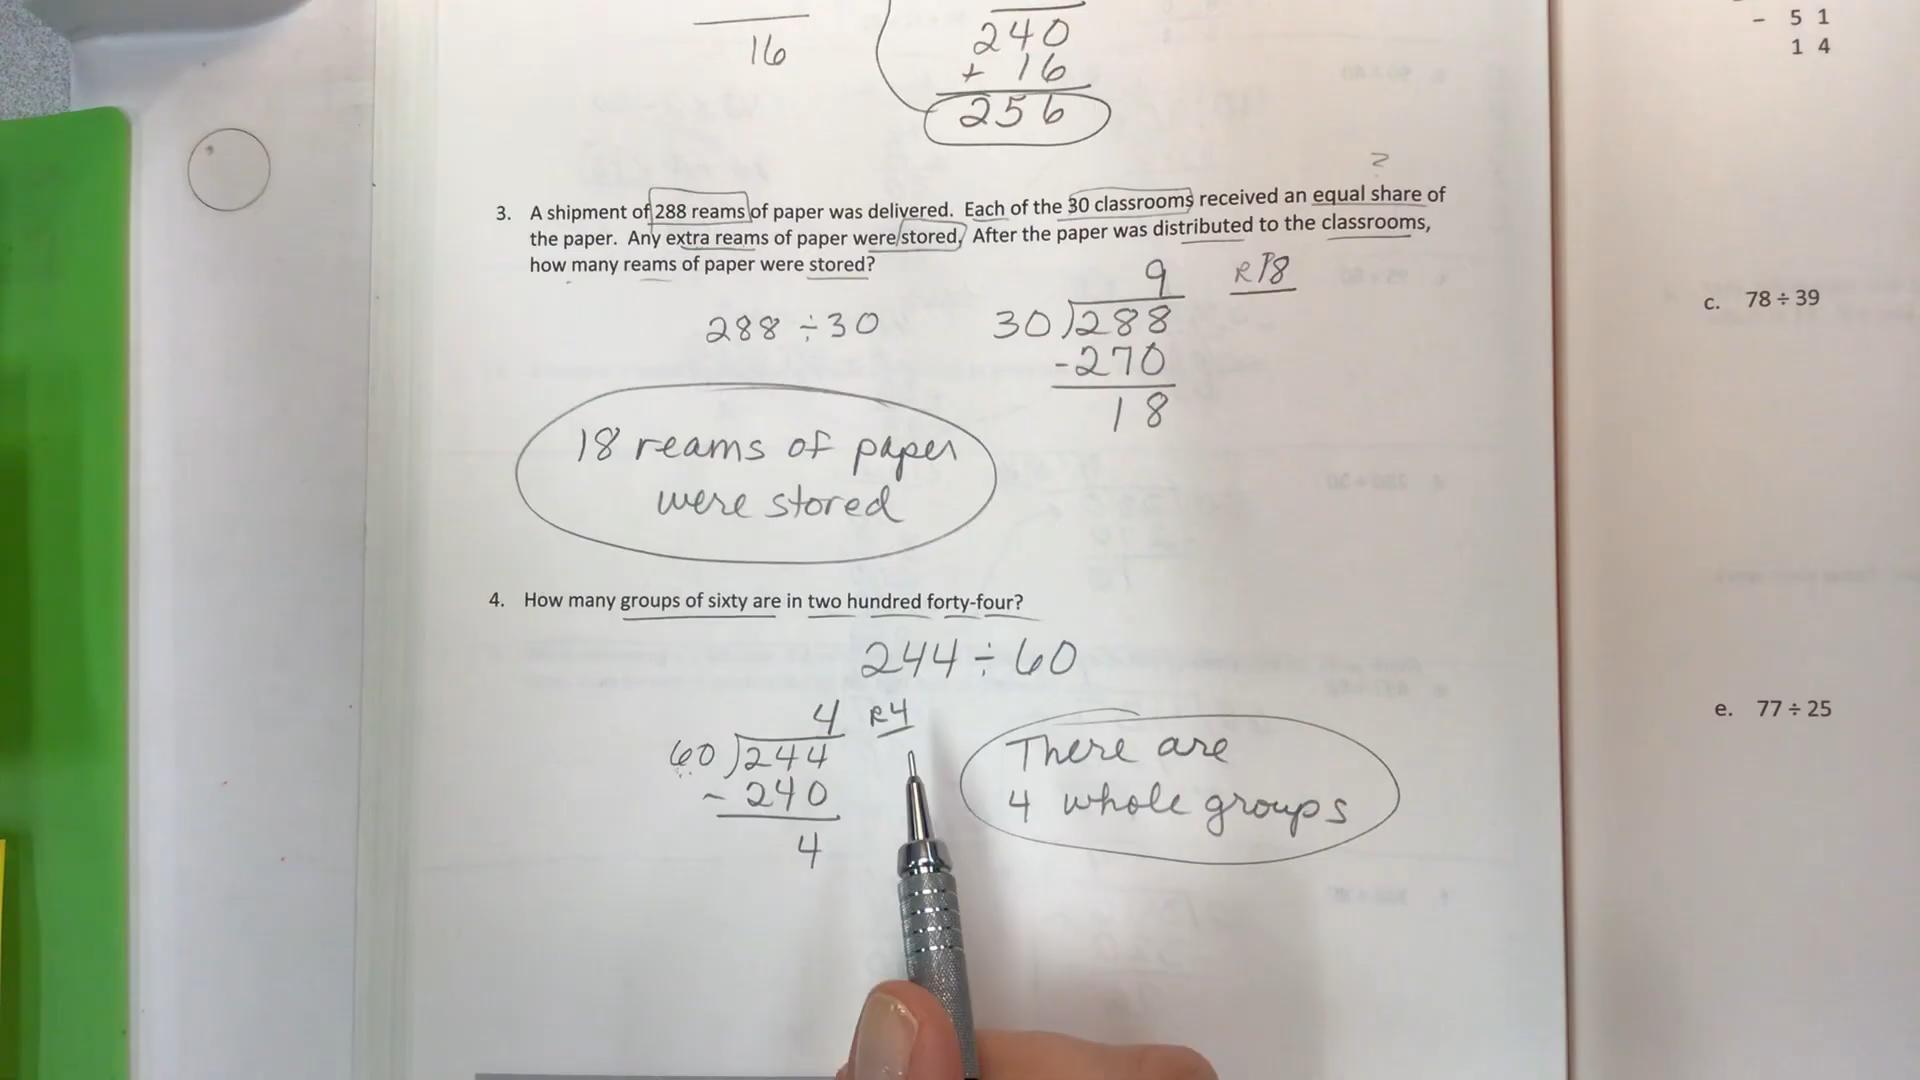 16
240
+ 16
256
- 5 1
1 4
?
3. A shipment of 288 reams of paper was delivered. Each of the 30 classrooms received an equal share of
the paper. Any extra reams of paper were stored. After the paper was distributed to the classrooms,
how many reams of paper were stored?
9 R18
288 ÷ 30
30)288
-270
18
18 reams of paper
were stored
4. How many groups of sixty are in two hundred forty-four?
244 ÷ 60
4 R4
60)244
- 240
4
There are
4 whole groups
c. 78 ÷ 39
e. 77 ÷ 25